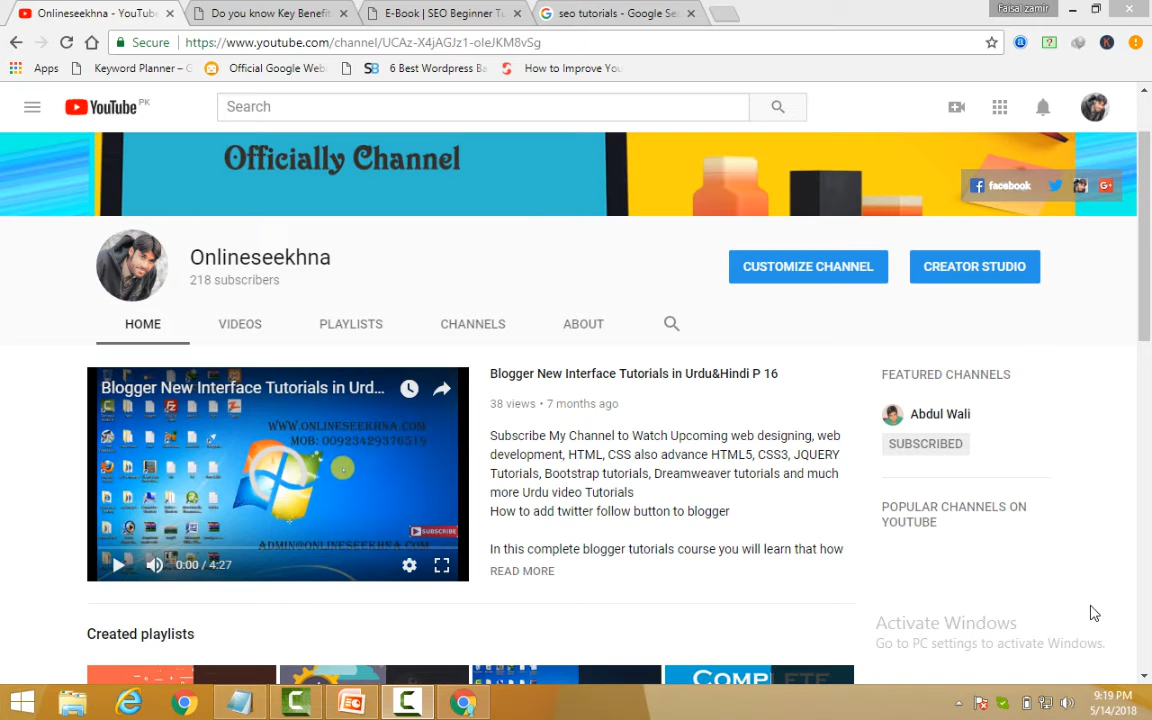 Onlineseekhna - YouTube
Do you know Key Benefit
E-Book | SEO Beginner Tu
seo tutorials - Google Se
Faisal zamir
Secure
https://www.youtube.com/channel/UCAz-X4jAGJz1-oIeJKM8vSg
Apps
Keyword Planner – G
Official Google Web
6 Best Wordpress Ba
How to Improve You
YouTube PK
Search
Officially Channel
facebook
Onlineseekhna
218 subscribers
CUSTOMIZE CHANNEL
CREATOR STUDIO
HOME
VIDEOS
PLAYLISTS
CHANNELS
ABOUT
Blogger New Interface Tutorials in Urd...
WWW.ONLINESEEKHNA.COM
MOB: 00923429376519
SUBSCRIBE
ADMIN@ONLINESEEKHNA.COM
0:00 / 4:27
Blogger New Interface Tutorials in Urdu&Hindi P 16
38 views • 7 months ago
Subscribe My Channel to Watch Upcoming web designing, web
development, HTML, CSS also advance HTML5, CSS3, JQUERY
Tutorials, Bootstrap tutorials, Dreamweaver tutorials and much
more Urdu video Tutorials
How to add twitter follow button to blogger
In this complete blogger tutorials course you will learn that how
READ MORE
FEATURED CHANNELS
Abdul Wali
SUBSCRIBED
POPULAR CHANNELS ON
YOUTUBE
Created playlists
COMPLETE
Activate Windows
Go to PC settings to activate Windows.
9:19 PM
5/14/2018